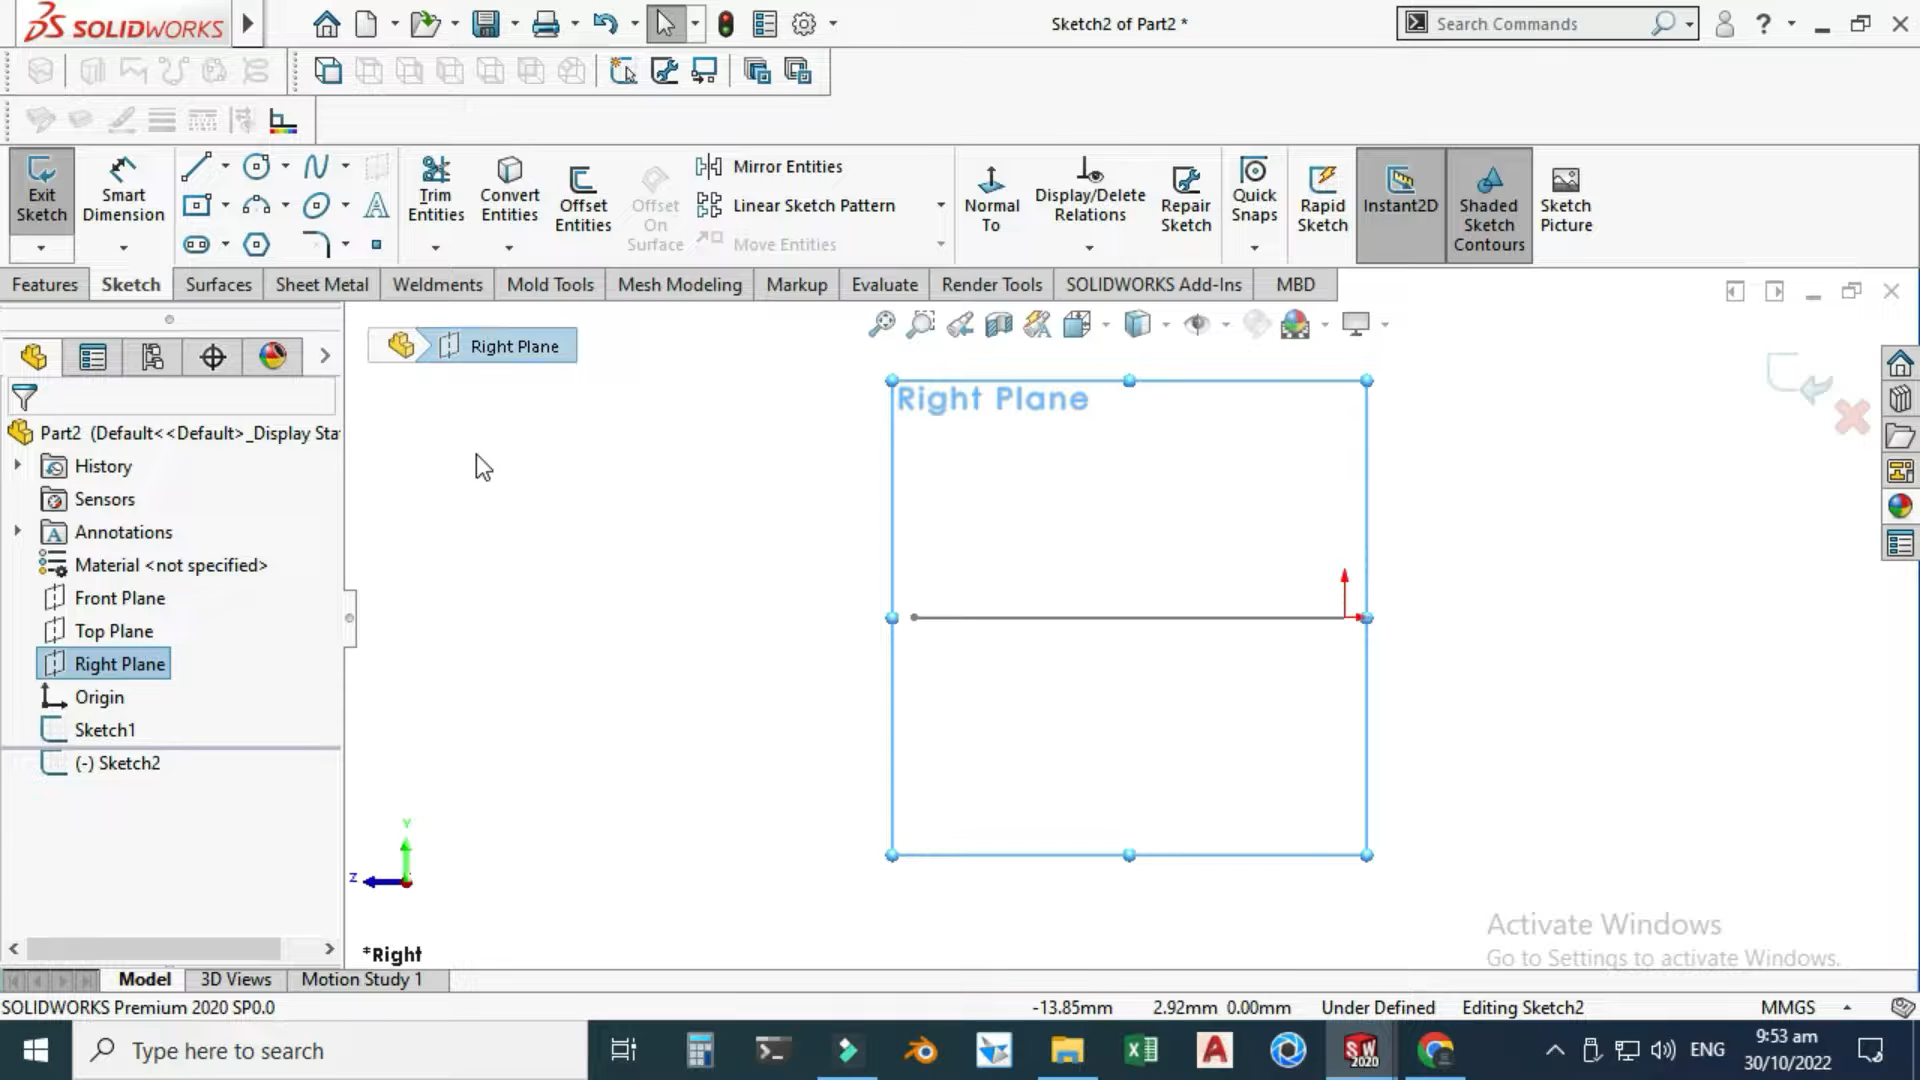 SOLIDWORKS
Sketch2 of Part2 *
Search Commands
Exit Sketch
Smart Dimension
Trim Entities
Convert Entities
Offset Entities
Offset On Surface
Mirror Entities
Linear Sketch Pattern
Move Entities
Normal To
Display/Delete Relations
Repair Sketch
Quick Snaps
Rapid Sketch
Instant2D
Shaded Sketch Contours
Sketch Picture
Features
Sketch
Surfaces
Sheet Metal
Weldments
Mold Tools
Mesh Modeling
Markup
Evaluate
Render Tools
SOLIDWORKS Add-Ins
MBD
Right Plane
Right Plane
Part2 (Default<<Default>_Display Sta
History
Sensors
Annotations
Material <not specified>
Front Plane
Top Plane
Right Plane
Origin
Sketch1
(-) Sketch2
Y
Z
*Right
Activate Windows
Go to Settings to activate Windows.
Model
3D Views
Motion Study 1
SOLIDWORKS Premium 2020 SP0.0
-13.85mm
2.92mm 0.00mm
Under Defined
Editing Sketch2
MMGS
Type here to search
SW 2020
ENG
9:53 am
30/10/2022